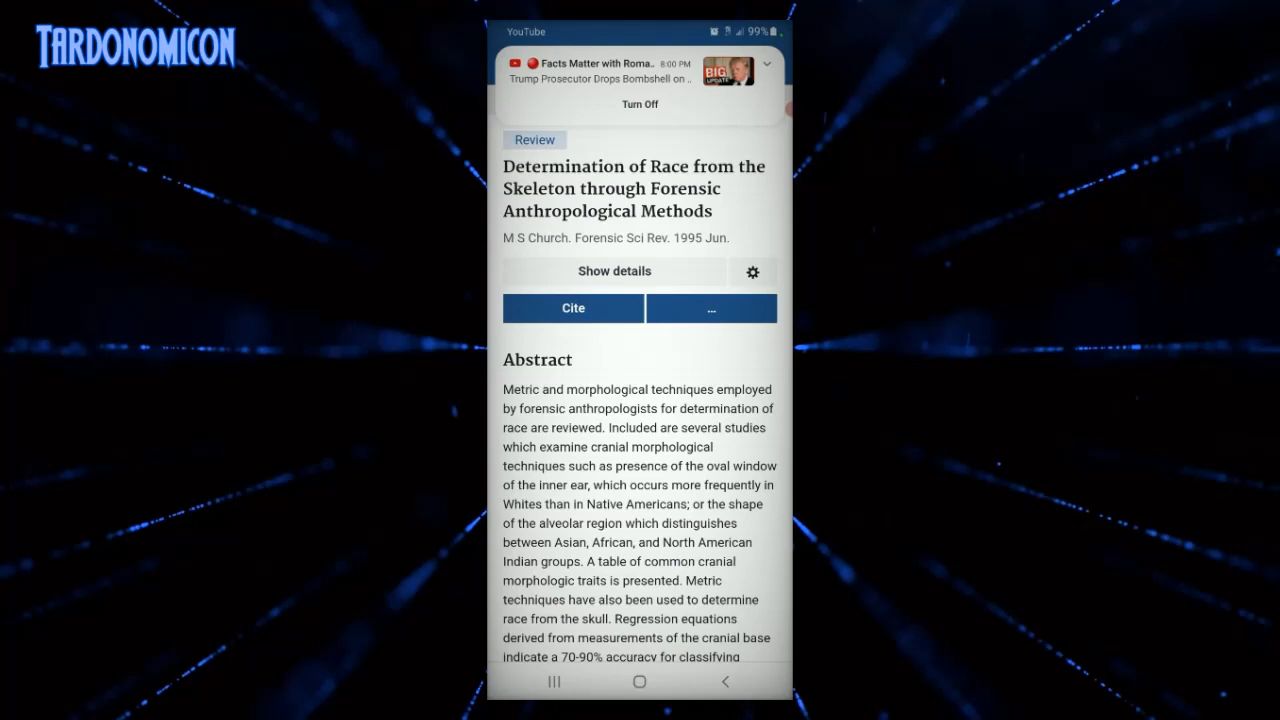 TARDONOMICON
YouTube 99%
Facts Matter with Roma.. 8:00 PM
Trump Prosecutor Drops Bombshell on ..
BIG
UPDATE
Turn Off
Review
Determination of Race from the
Skeleton through Forensic
Anthropological Methods
M S Church. Forensic Sci Rev. 1995 Jun.
Show details
Cite ...
Abstract
Metric and morphological techniques employed
by forensic anthropologists for determination of
race are reviewed. Included are several studies
which examine cranial morphological
techniques such as presence of the oval window
of the inner ear, which occurs more frequently in
Whites than in Native Americans; or the shape
of the alveolar region which distinguishes
between Asian, African, and North American
Indian groups. A table of common cranial
morphologic traits is presented. Metric
techniques have also been used to determine
race from the skull. Regression equations
derived from measurements of the cranial base
indicate a 70-90% accuracy for classifying